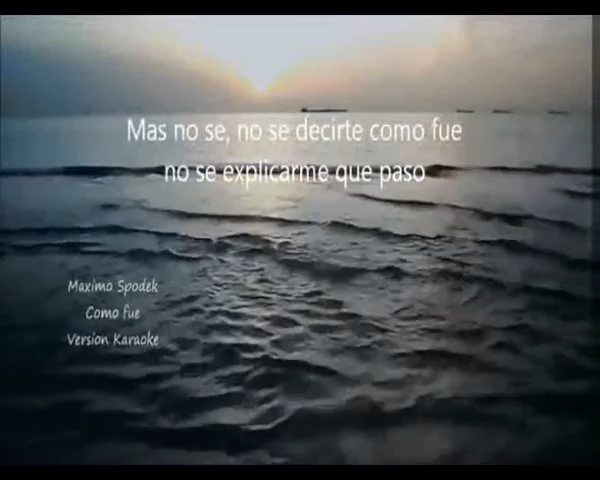 Mas no se, no se decirte como fue
no se explicarme que paso
Maximo Spodek
Como fue
Version Karaoke